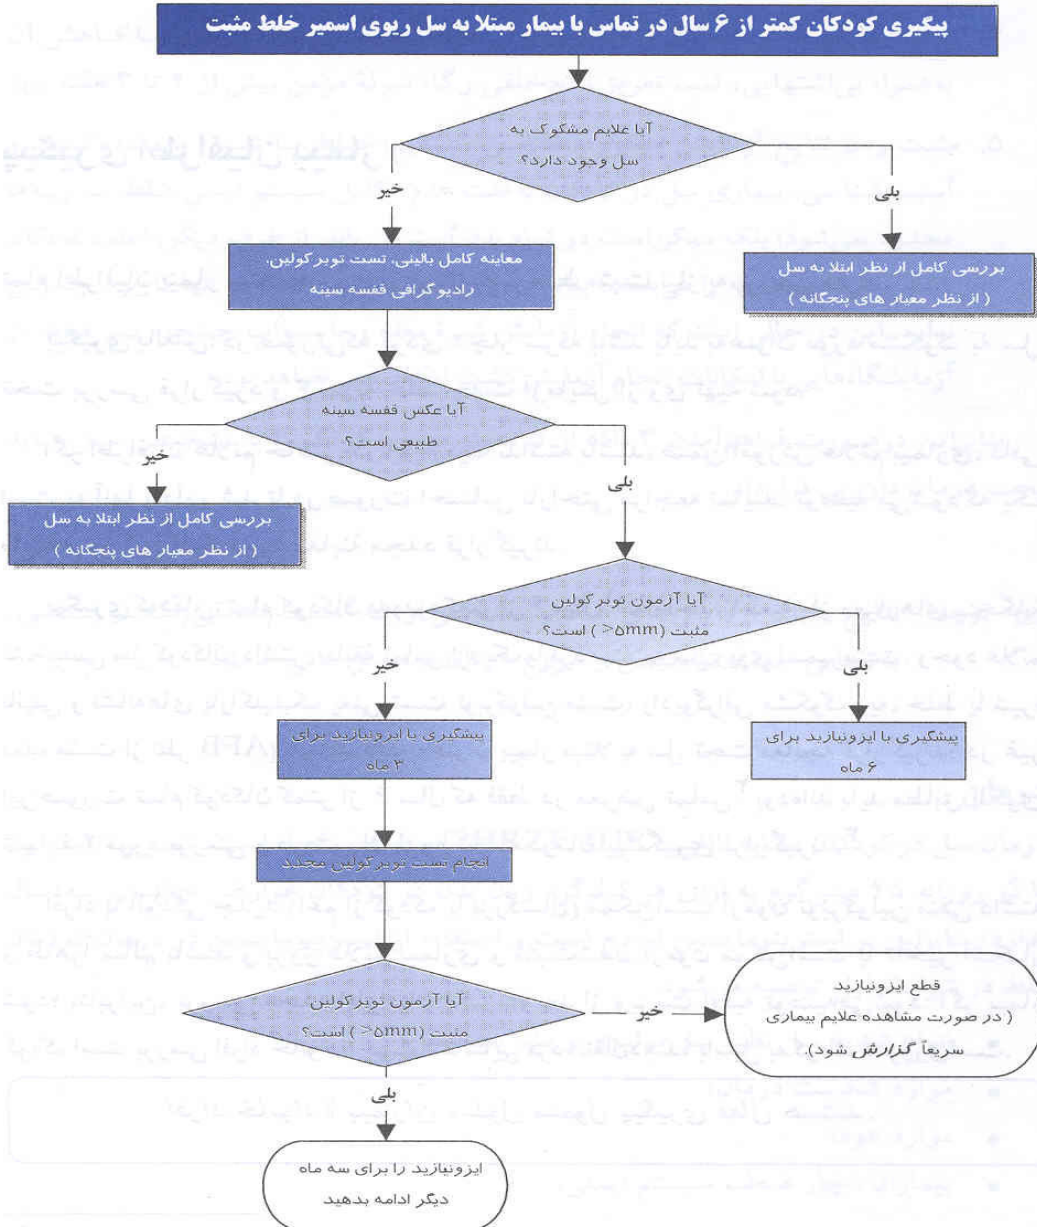 پیگیری کودکان کمتر از ۶ سال در تماس با بیمار مبتلا به سل ریوی اسمیر خلط مثبت
آیا علایم مشکوک به
سل وجود دارد؟
خیر
بلی
معاینه کامل بالینی، تست توبرکولین،
رادیوگرافی قفسه سینه
بررسی کامل از نظر ابتلا به سل
( از نظر معیار های پنجگانه )
آیا عکس قفسه سینه
طبیعی است؟
خیر
بلی
بررسی کامل از نظر ابتلا به سل
( از نظر معیار های پنجگانه )
آیا آزمون توبرکولین
مثبت (۵mm< ) است؟
خیر
بلی
پیشگیری با ایزونیازید برای
۳ ماه
پیشگیری با ایزونیازید برای
۶ ماه
انجام تست توبرکولین مجدد
آیا آزمون توبرکولین
مثبت (۵mm< ) است؟
خیر
قطع ایزونیازید
( در صورت مشاهده علایم بیماری
سریعاً گزارش شود).
بلی
ایزونیازید را برای سه ماه
دیگر ادامه بدهید